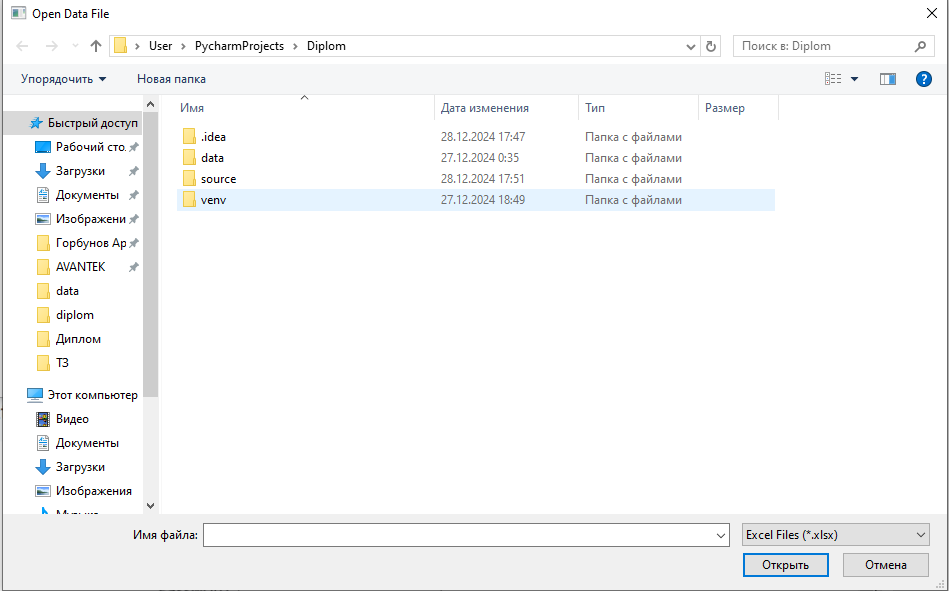 Open Data File
User › PycharmProjects › Diplom
Поиск в: Diplom
Упорядочить
Новая папка
Имя
Дата изменения
Тип
Размер
.idea 28.12.2024 17:47 Папка с файлами
data 27.12.2024 0:35 Папка с файлами
source 28.12.2024 17:51 Папка с файлами
venv 27.12.2024 18:49 Папка с файлами
Быстрый доступ
Рабочий сто
Загрузки
Документы
Изображени
Горбунов Ар
AVANTEK
data
diplom
Диплом
ТЗ
Этот компьютер
Видео
Документы
Загрузки
Изображения
Имя файла:
Excel Files (*.xlsx)
Открыть
Отмена